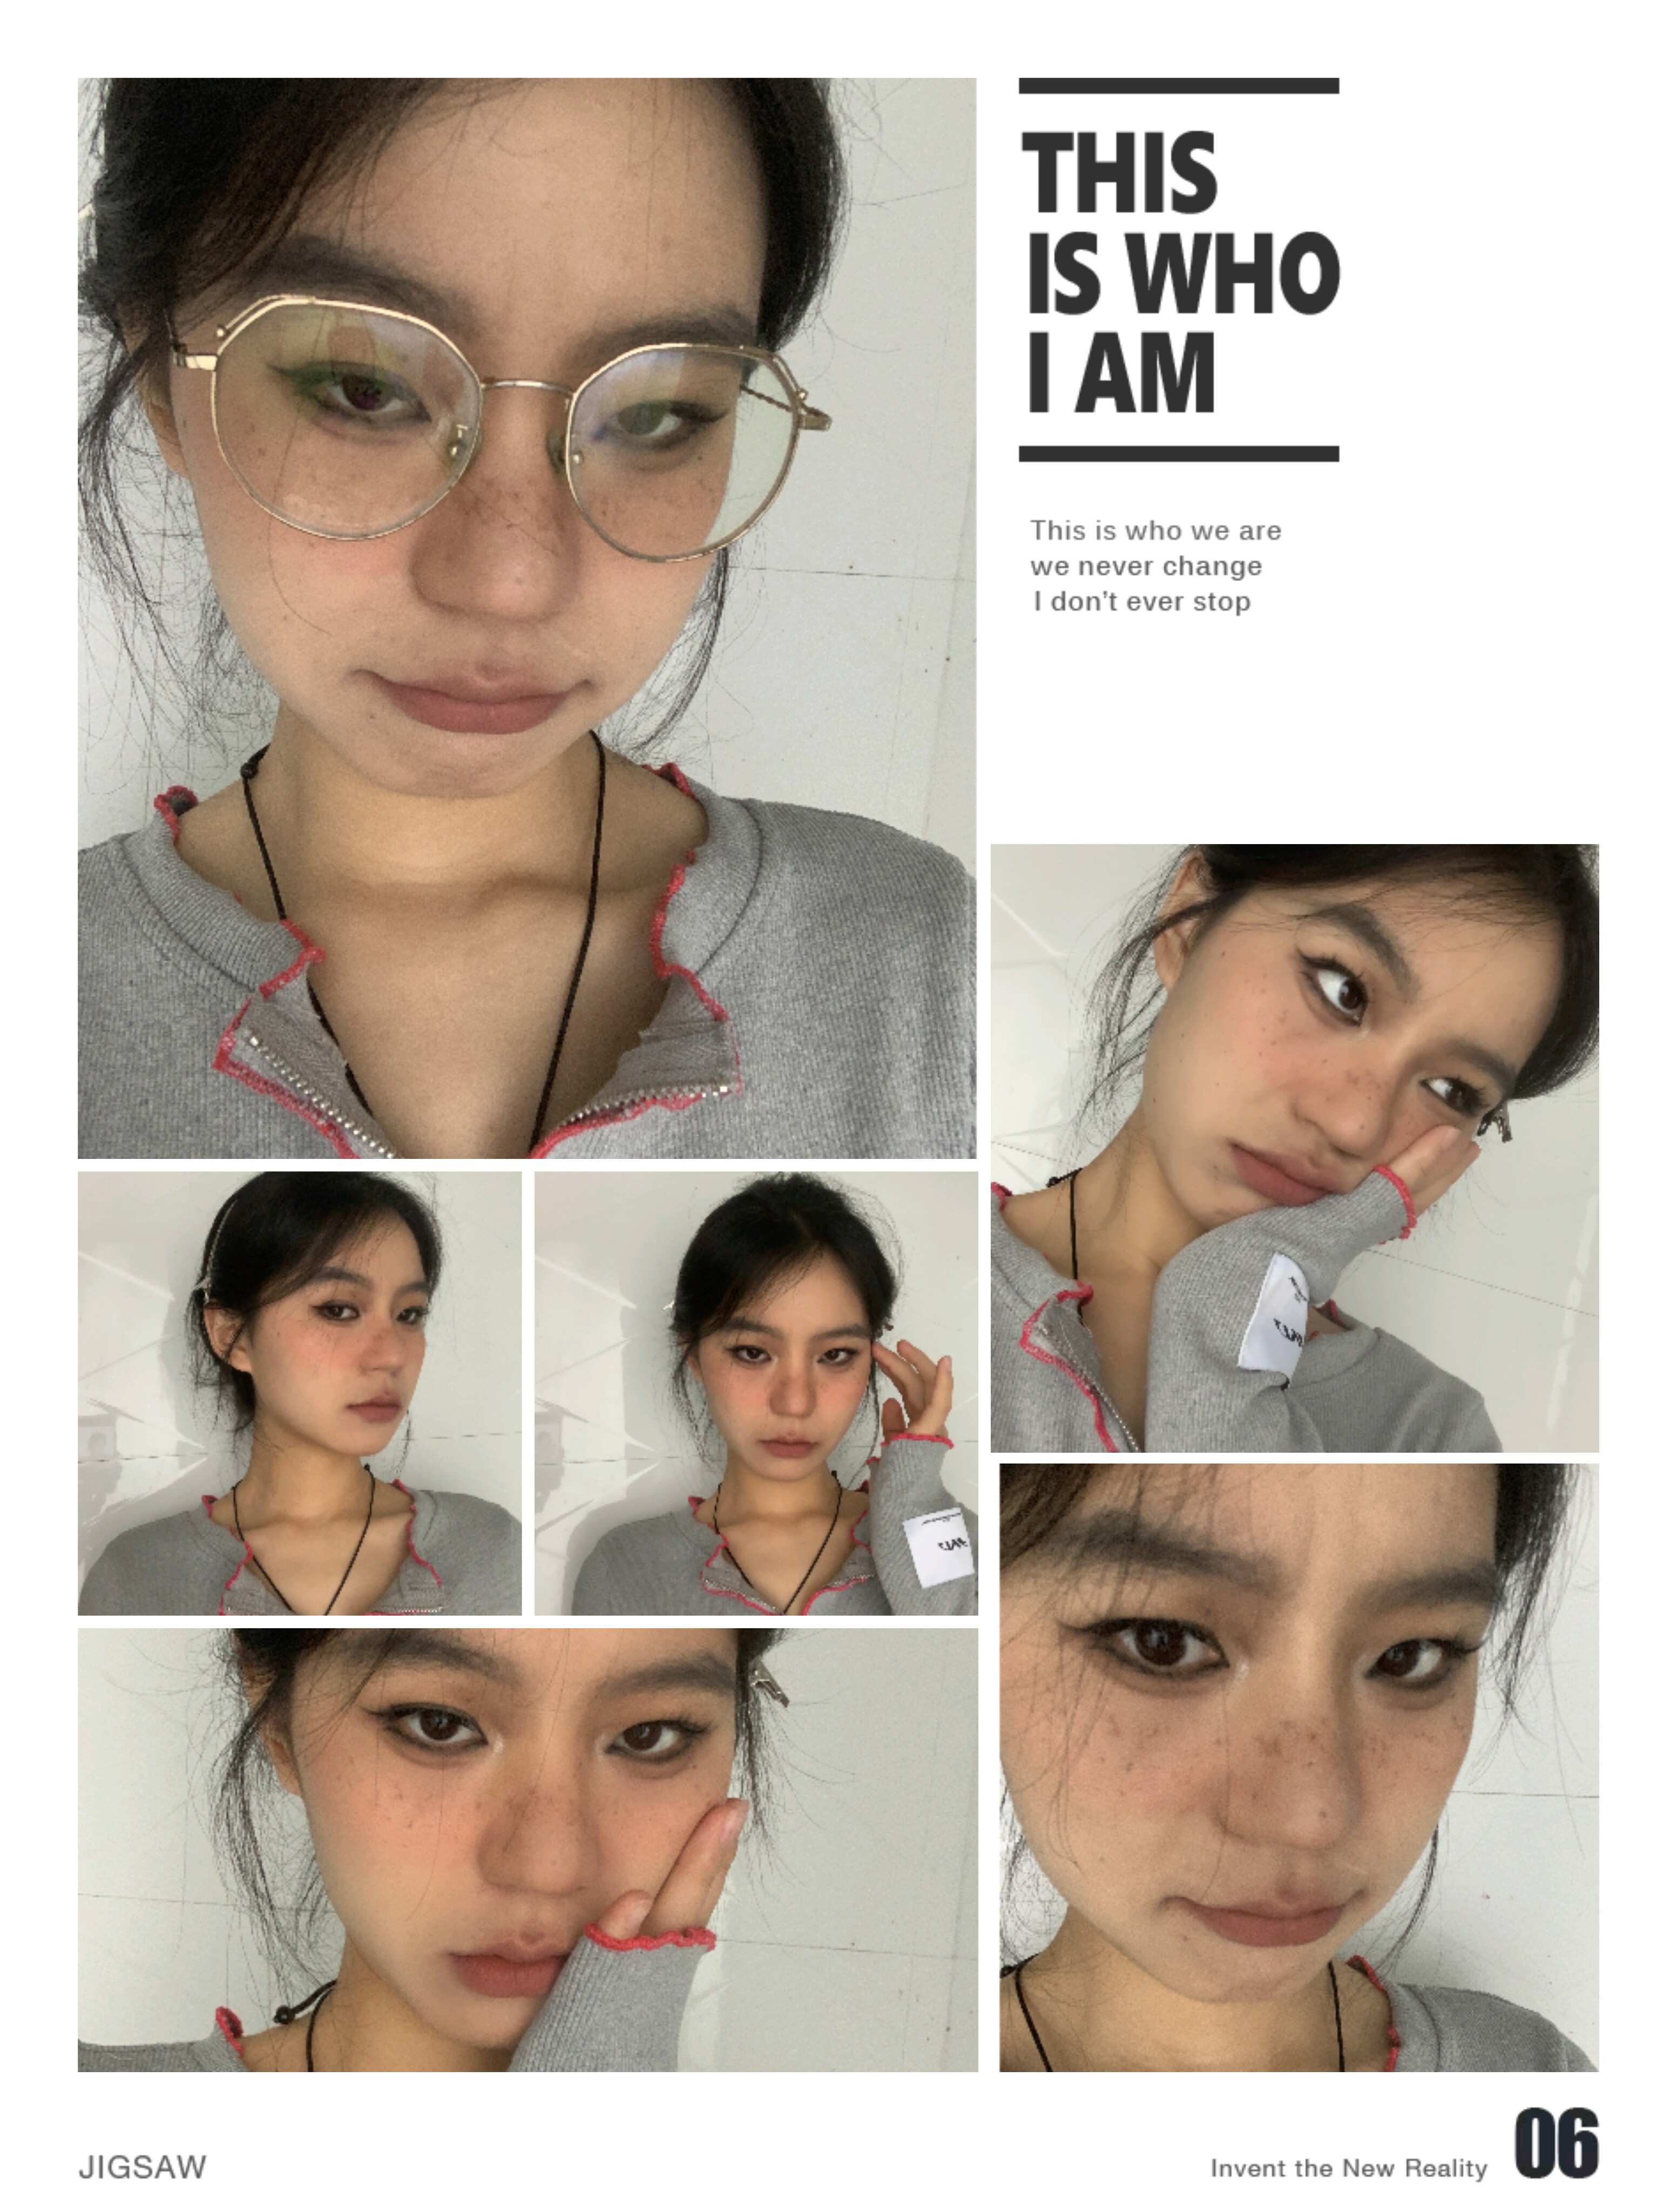 THIS
IS WHO
I AM
This is who we are
we never change
I don't ever stop
JIGSAW
Invent the New Reality
06